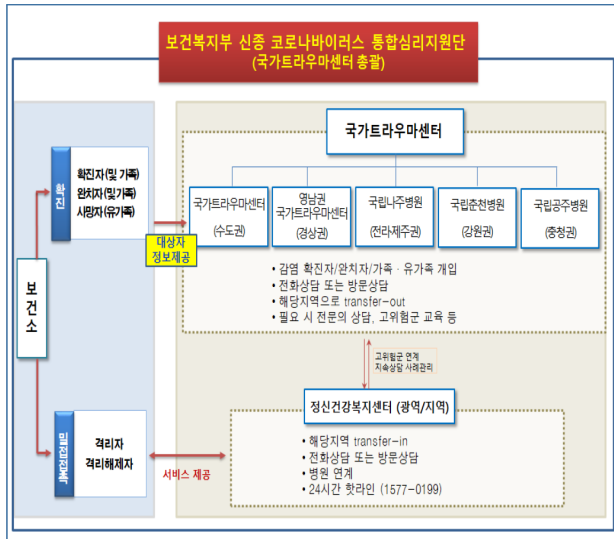 보건복지부 신종 코로나바이러스 통합심리지원단
(국가트라우마센터 총괄)
보건소
확진
확진자 (및 가족)
완치자 (및가족)
사망자 (유가족)
대상자
정보제공
국가트라우마센터
국가트라우마센터
(수도권)
영남권
국가트라우마센터
(경상권)
국립나주병원
(전라·제주권)
국립춘천병원
(강원권)
국립공주병원
(충청권)
• 감염 확진자/완치자/가족 · 유가족 개입
• 전화상담 또는 방문상담
• 해당지역으로 transfer-out
• 필요 시 전문의 상담, 고위험군 교육 등
고위험군 연계
지속상담 사례관리
정신건강복지센터 (광역/지역)
• 해당지역 transfer-in
• 전화상담 또는 방문상담
• 병원 연계
• 24시간 핫라인 (1577-0199)
밀접접촉
격리자
격리해제자
서비스 제공